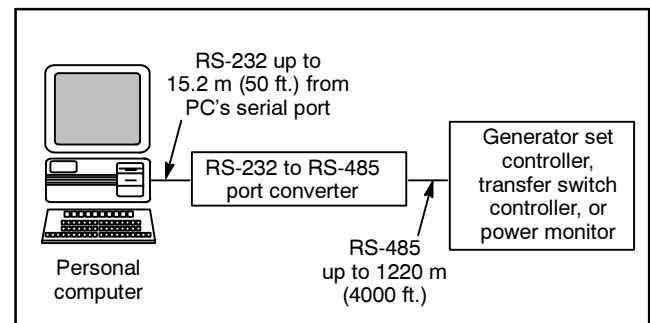 RS-232 up to
15.2 m (50 ft.) from
PC's serial port
RS-232 to RS-485
port converter
Generator set
controller,
transfer switch
controller, or
power monitor
Personal
computer
RS-485
up to 1220 m
(4000 ft.)